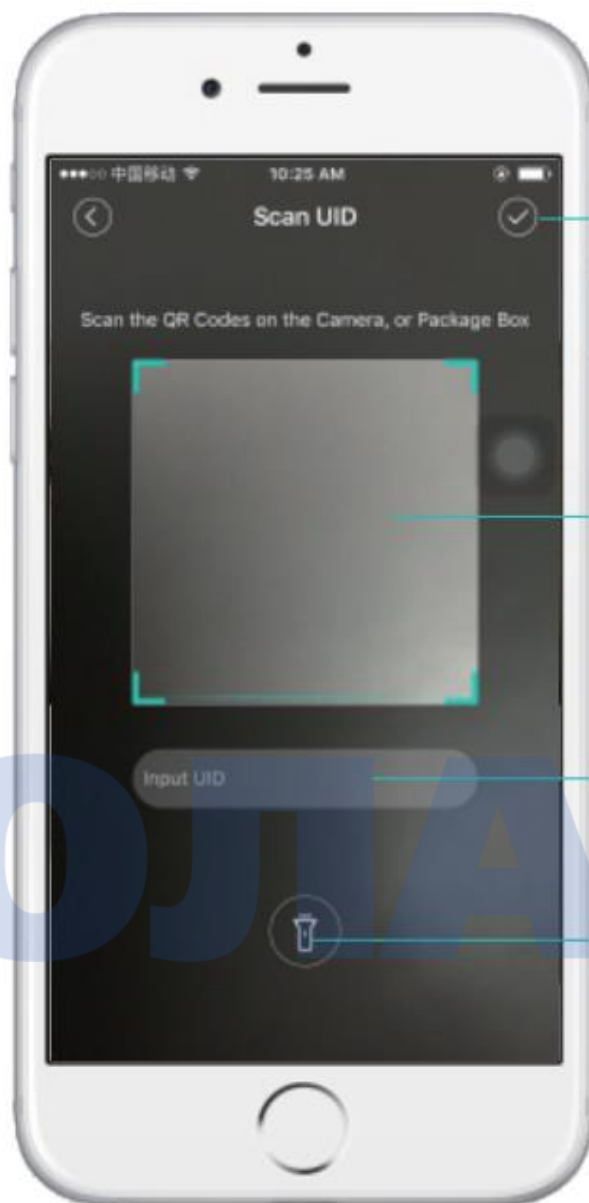 中国移动 10:25 AM
Scan UID
Scan the QR Codes on the Camera, or Package Box
Input UID
OJIA